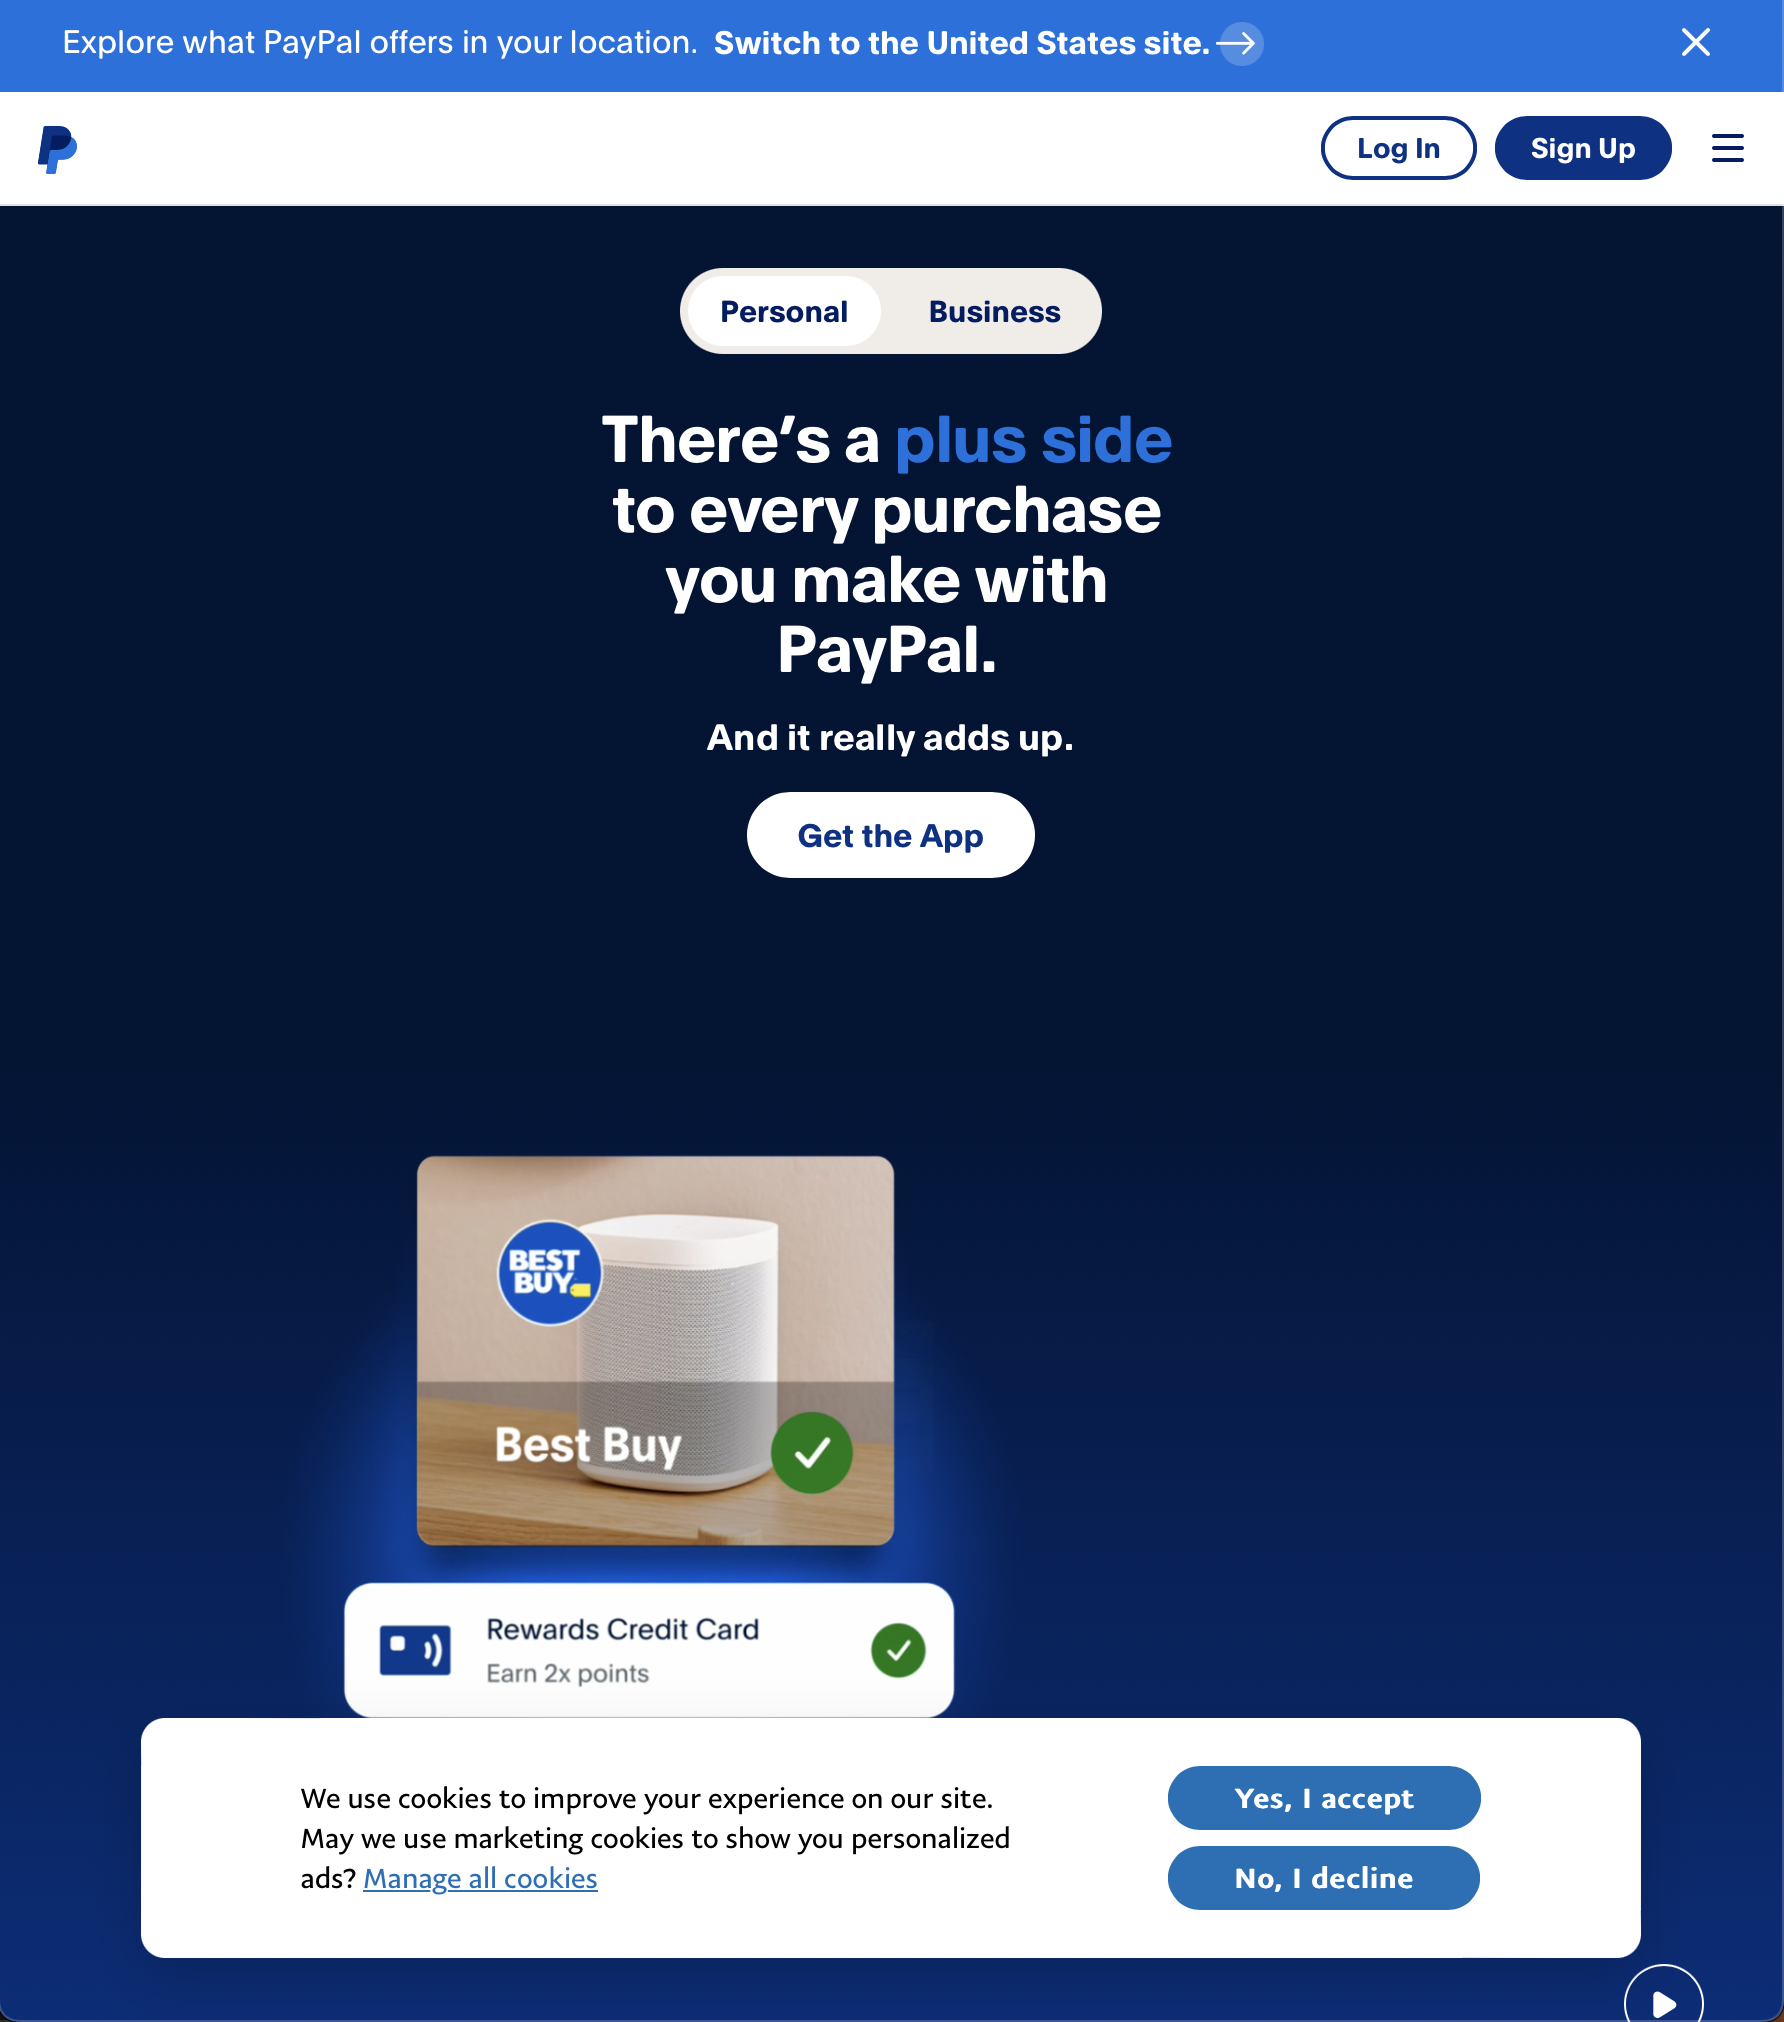 Explore what PayPal offers in your location. Switch to the United States site.
Log In
Sign Up
Personal
Business
There’s a plus side
to every purchase
you make with
PayPal.
And it really adds up.
Get the App
BEST
BUY
Best Buy
Rewards Credit Card
Earn 2x points
We use cookies to improve your experience on our site.
May we use marketing cookies to show you personalized
ads? Manage all cookies
Yes, I accept
No, I decline